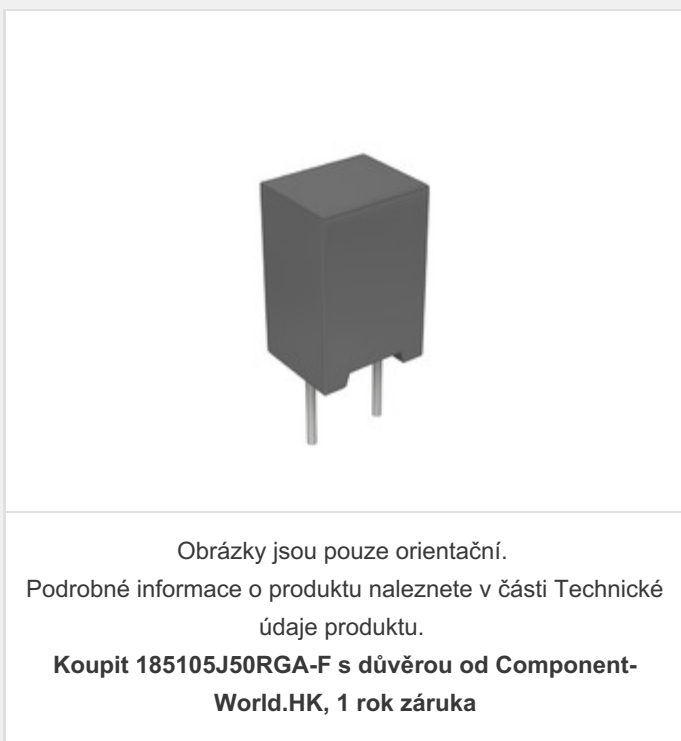 Obrázky jsou pouze orientační.
Podrobné informace o produktu naleznete v části Technické
údaje produktu.
Koupit 185105J50RGA-F s důvěrou od Component-
World.HK, 1 rok záruka